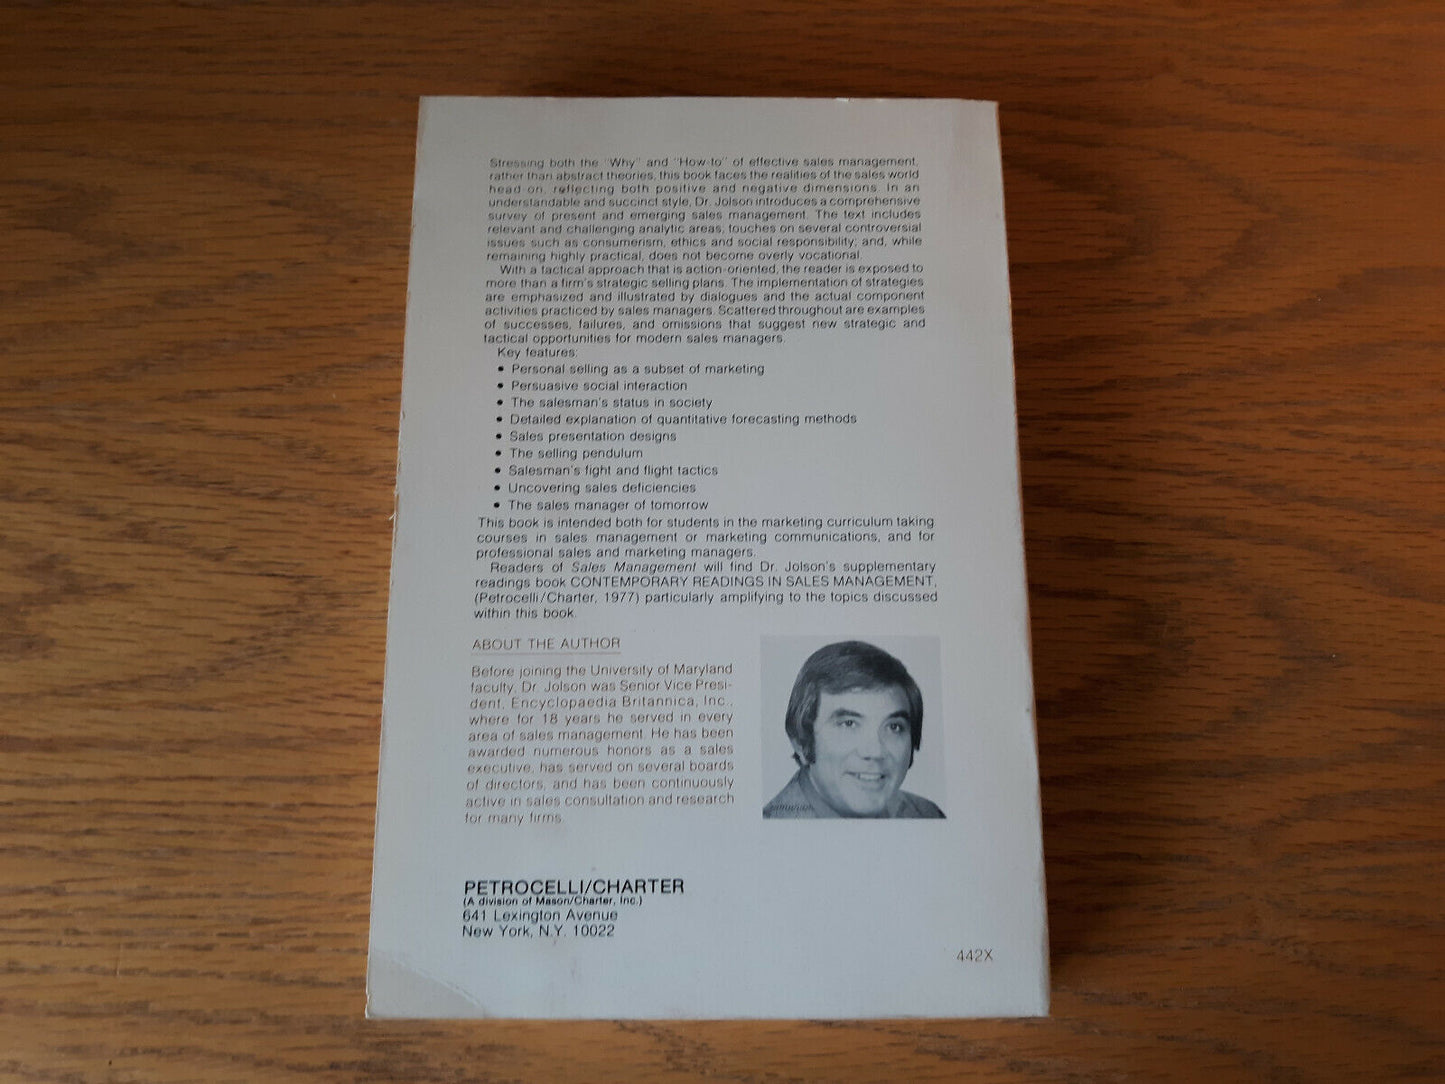 Stressing both the "Why" and "How-to" of effective sales management,
rather than abstract theories, this book faces the realities of the sales world
head on, reflecting both positive and negative dimensions. In an
understandable and succinct style, Dr. Jolson introduces a comprehensive
survey of present and emerging sales management. The text includes
relevant and challenging analytic areas; touches on several controversial
issues such as consumerism, ethics and social responsibility; and, while
remaining highly practical, does not become overly vocational.
With a tactical approach that is action-oriented, the reader is exposed to
more than a firm's strategic selling plans. The implementation of strategies
are emphasized and illustrated by dialogues and the actual component
activities practiced by sales managers. Scattered throughout are examples
of successes, failures, and omissions that suggest new strategic and
tactical opportunities for modern sales managers.
Key features:
• Personal selling as a subset of marketing
• Persuasive social interaction
• The salesman's status in society
• Detailed explanation of quantitative forecasting methods
• Sales presentation designs
• The selling pendulum
• Salesman's fight and flight tactics
• Uncovering sales deficiencies
• The sales manager of tomorrow
This book is intended both for students in the marketing curriculum taking
courses in sales management or marketing communications, and for
professional sales and marketing managers.
Readers of Sales Management will find Dr. Jolson's supplementary
readings book CONTEMPORARY READINGS IN SALES MANAGEMENT,
(Petrocelli/Charter, 1977) particularly amplifying to the topics discussed
within this book.
ABOUT THE AUTHOR
Before joining the University of Maryland
faculty, Dr. Jolson was Senior Vice Presi-
dent, Encyclopaedia Britannica, Inc.,
where for 18 years he served in every
area of sales management. He has been
awarded numerous honors as a sales
executive, has served on several boards
of directors, and has been continuously
active in sales consultation and research
for many firms.
PETROCELLI/CHARTER
(A division of Mason/Charter, Inc.)
641 Lexington Avenue
New York, N.Y. 10022
442X